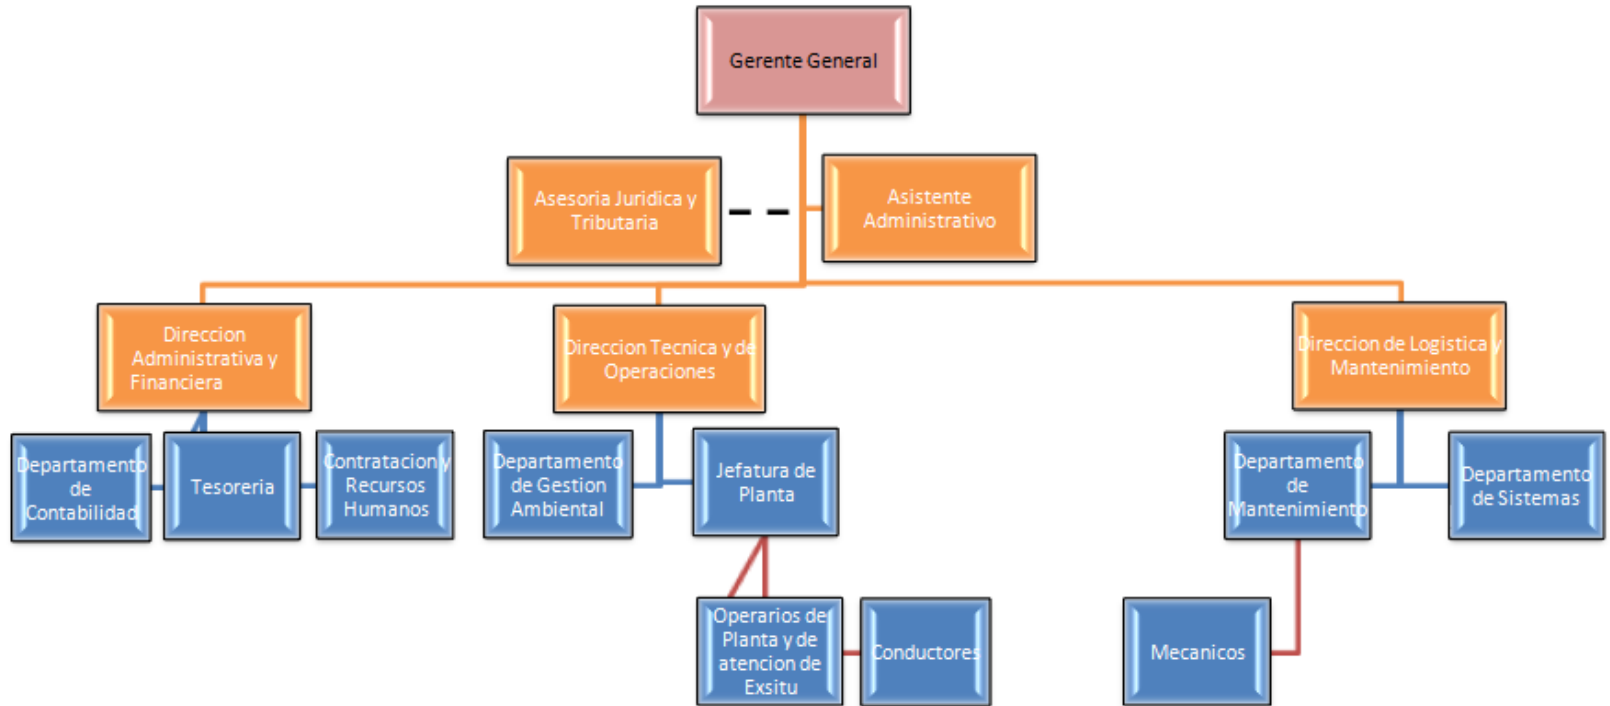 Gerente General
Asesoria Juridica y
Tributaria
Asistente
Administrativo
Direccion
Administrativa y
Financiera
Direccion Tecnica y de
Operaciones
Direccion de Logistica y
Mantenimiento
Departamento
de
Contabilidad
Tesoreria
Contratacion y
Recursos
Humanos
Departamento
de Gestion
Ambiental
Jefatura de
Planta
Departamento
de
Mantenimiento
Departamento
de Sistemas
Operarios de
Planta y de
atencion de
Exsitu
Conductores
Mecanicos